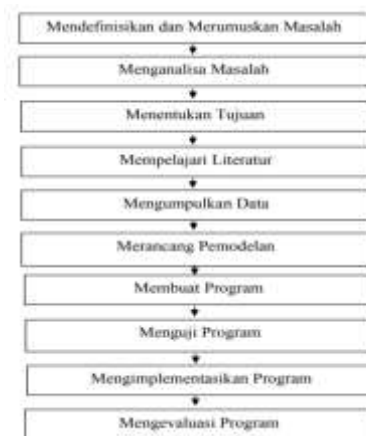 Mendefinisikan dan Merumuskan Masalah
Menganalisa Masalah
Menentukan Tujuan
Mempelajari Literatur
Mengumpulkan Data
Merancang Pemodelan
Membuat Program
Menguji Program
Mengimplementasikan Program
Mengevaluasi Program